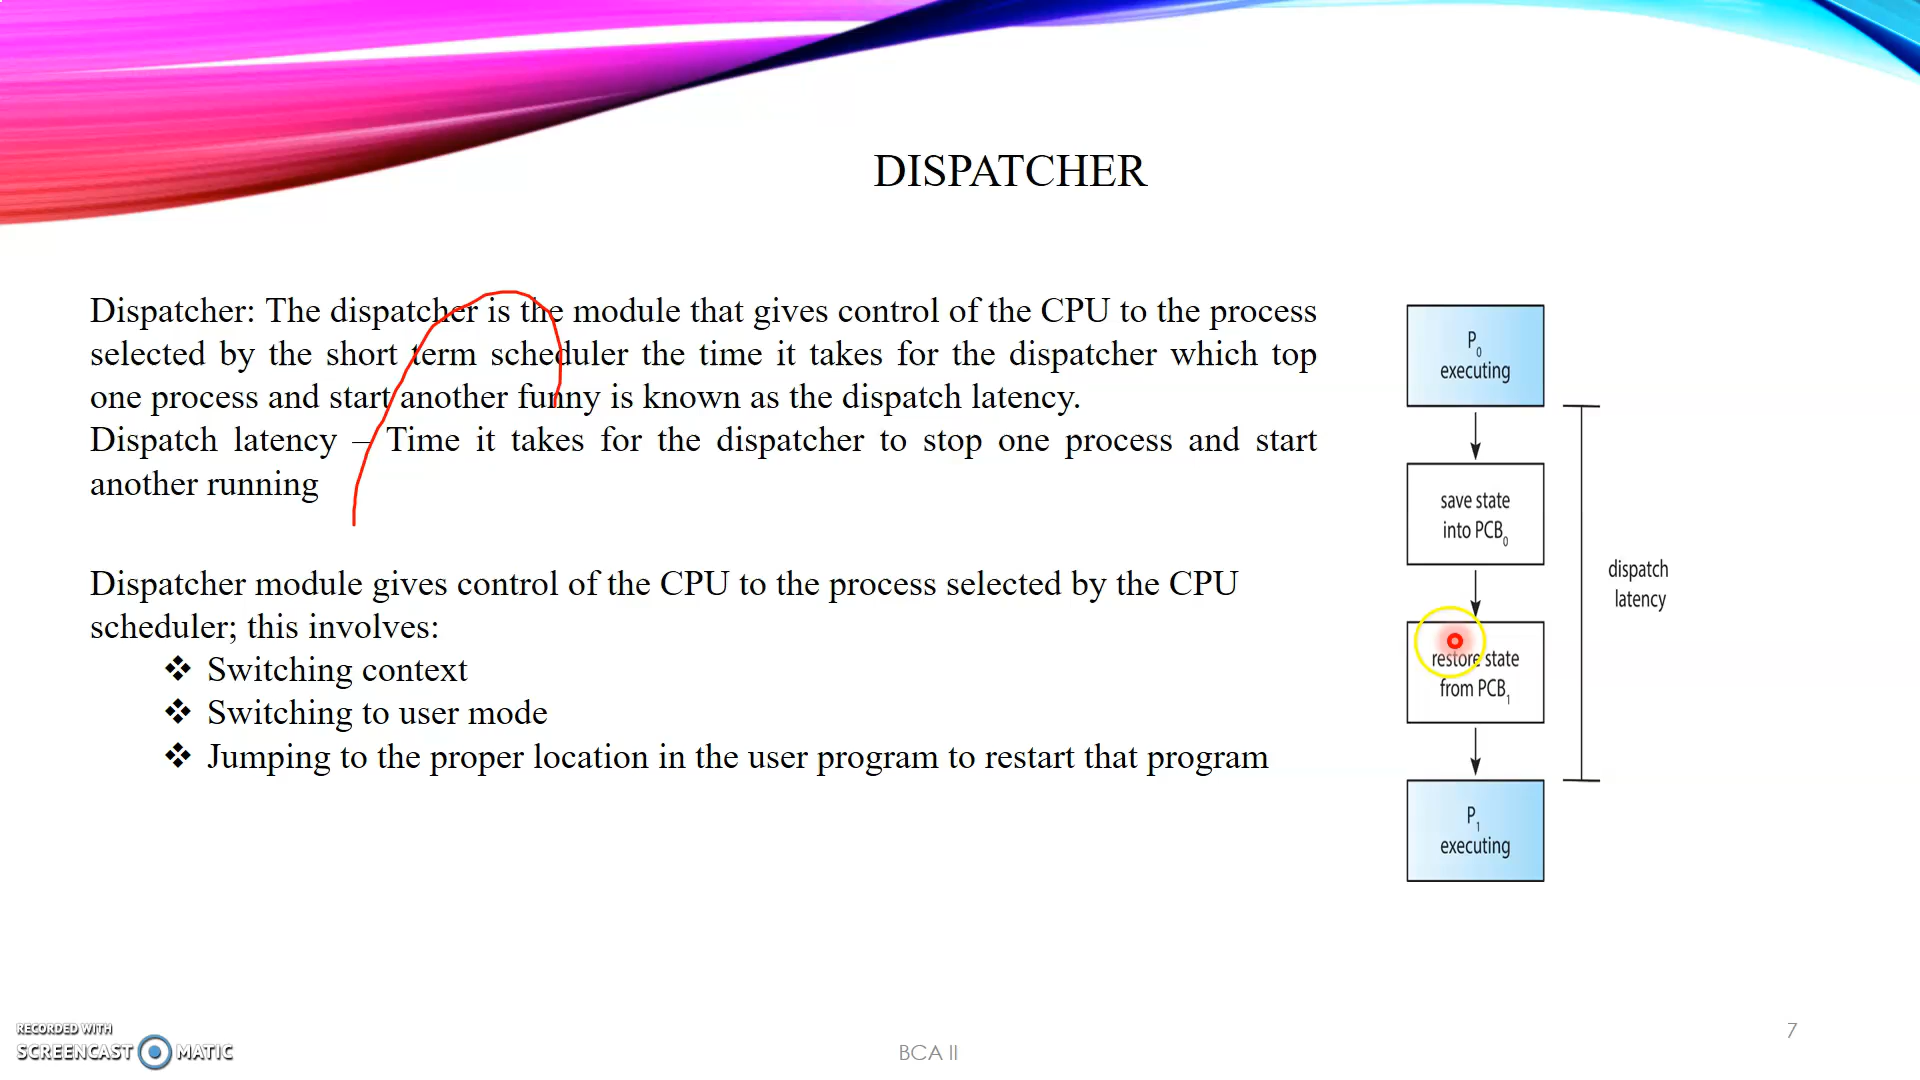 DISPATCHER
Dispatcher: The dispatcher is the module that gives control of the CPU to the process
selected by the short term scheduler the time it takes for the dispatcher which top
one process and start another funny is known as the dispatch latency.
Dispatch latency – Time it takes for the dispatcher to stop one process and start
another running
Dispatcher module gives control of the CPU to the process selected by the CPU
scheduler; this involves:
❖ Switching context
❖ Switching to user mode
❖ Jumping to the proper location in the user program to restart that program
P0
executing
save state
into PCB0
restore state
from PCB1
P1
executing
dispatch
latency
RECORDED WITH
SCREENCAST MATIC
BCA II
7